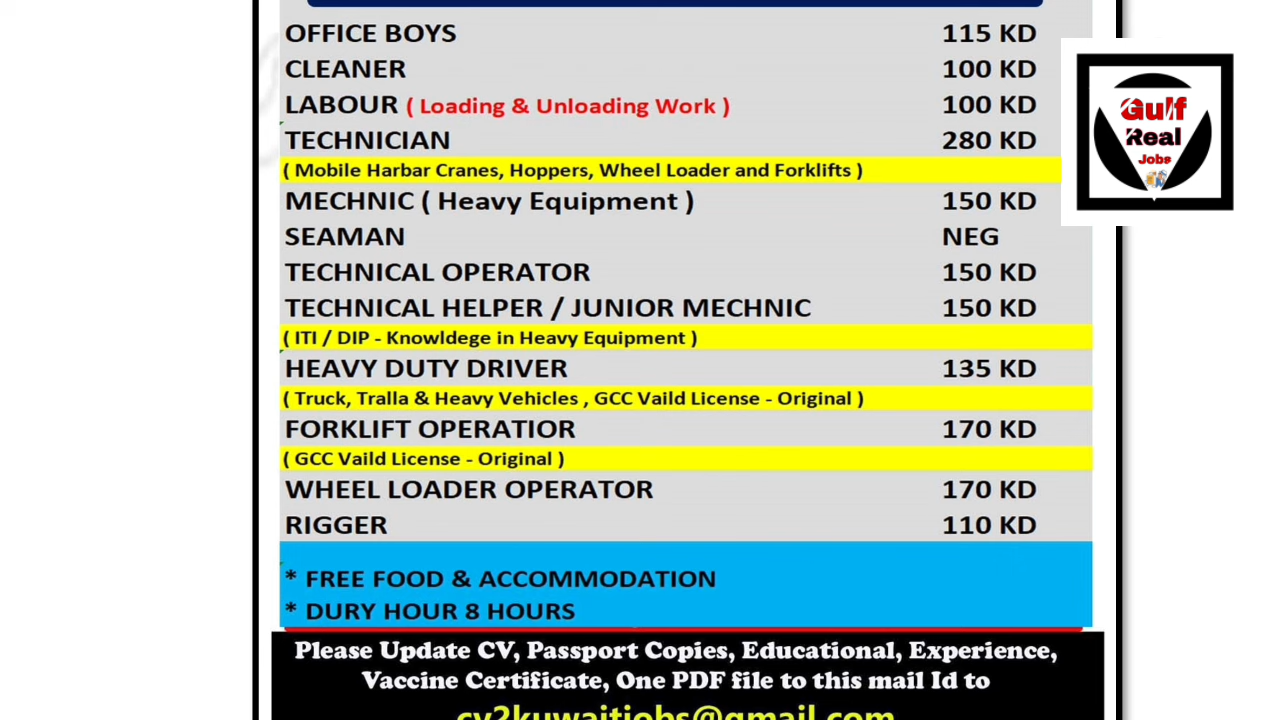 OFFICE BOYS 115 KD
CLEANER 100 KD
LABOUR ( Loading & Unloading Work ) 100 KD
TECHNICIAN 280 KD
( Mobile Harbar Cranes, Hoppers, Wheel Loader and Forklifts )
MECHNIC ( Heavy Equipment ) 150 KD
SEAMAN NEG
TECHNICAL OPERATOR 150 KD
TECHNICAL HELPER / JUNIOR MECHNIC 150 KD
( ITI / DIP - Knowldege in Heavy Equipment )
HEAVY DUTY DRIVER 135 KD
( Truck, Tralla & Heavy Vehicles , GCC Vaild License - Original )
FORKLIFT OPERATIOR 170 KD
( GCC Vaild License - Original )
WHEEL LOADER OPERATOR 170 KD
RIGGER 110 KD
* FREE FOOD & ACCOMMODATION
* DURY HOUR 8 HOURS
Please Update CV, Passport Copies, Educational, Experience,
Vaccine Certificate, One PDF file to this mail Id to
cv2kuwaitjobs@gmail.com
Gulf
Real
Jobs